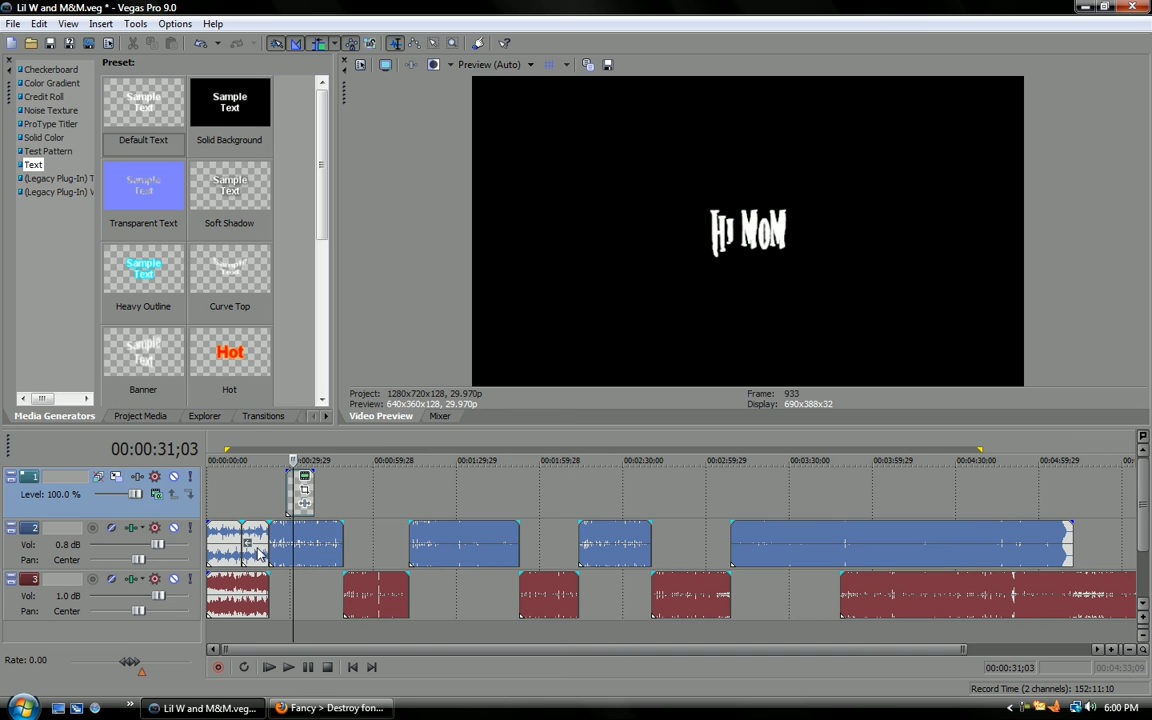 Lil W and M&M.veg * - Vegas Pro 9.0
File Edit View Insert Tools Options Help
Preset:
Checkerboard
Color Gradient
Credit Roll
Noise Texture
ProType Titler
Solid Color
Test Pattern
Text
(Legacy Plug-In) T
(Legacy Plug-In) V
Sample Text
Default Text
Sample Text
Solid Background
Sample Text
Transparent Text
Sample Text
Soft Shadow
Sample Text
Heavy Outline
Sample Text
Curve Top
Sample Text
Banner
Hot
Hot
Media Generators Project Media Explorer Transitions
Preview (Auto)
Hi MoM
Project: 1280x720x128, 29.970p
Preview: 640x360x128, 29.970p
Frame: 933
Display: 690x388x32
Video Preview Mixer
00:00:31;03
00:00:00;00 00:00:29;29 00:00:59;28 00:01:29;29 00:01:59;28 00:02:30;00 00:02:59;29 00:03:30;00 00:03:59;29 00:04:30;00 00:04:59;29 00:
1
Level: 100.0 %
2
Vol: 0.8 dB
Pan: Center
3
Vol: 1.0 dB
Pan: Center
Rate: 0.00
00:00:31;03 00:04:33;09
Record Time (2 channels): 152:11:10
Lil W and M&M.veg... Fancy > Destroy fon... 6:00 PM